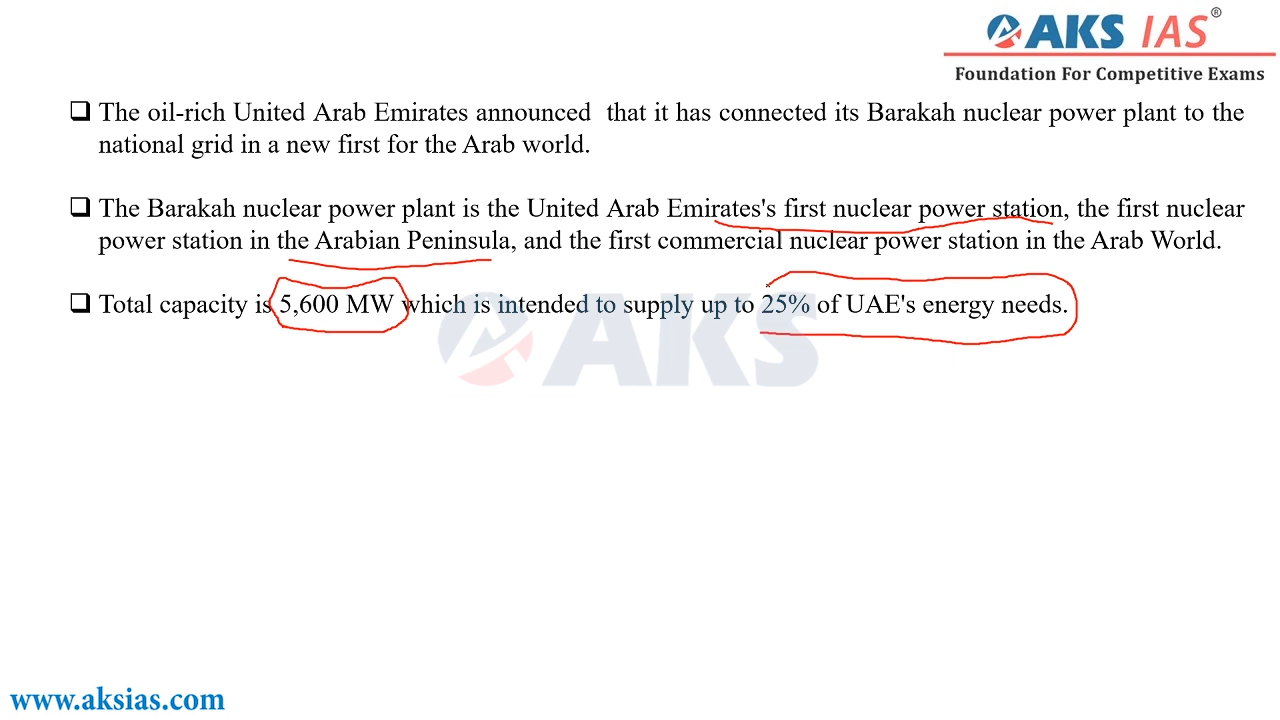 AKS IAS®
Foundation For Competitive Exams
❑ The oil-rich United Arab Emirates announced that it has connected its Barakah nuclear power plant to the
national grid in a new first for the Arab world.
❑ The Barakah nuclear power plant is the United Arab Emirates's first nuclear power station, the first nuclear
power station in the Arabian Peninsula, and the first commercial nuclear power station in the Arab World.
❑ Total capacity is 5,600 MW which is intended to supply up to 25% of UAE's energy needs.
AKS
www.aksias.com